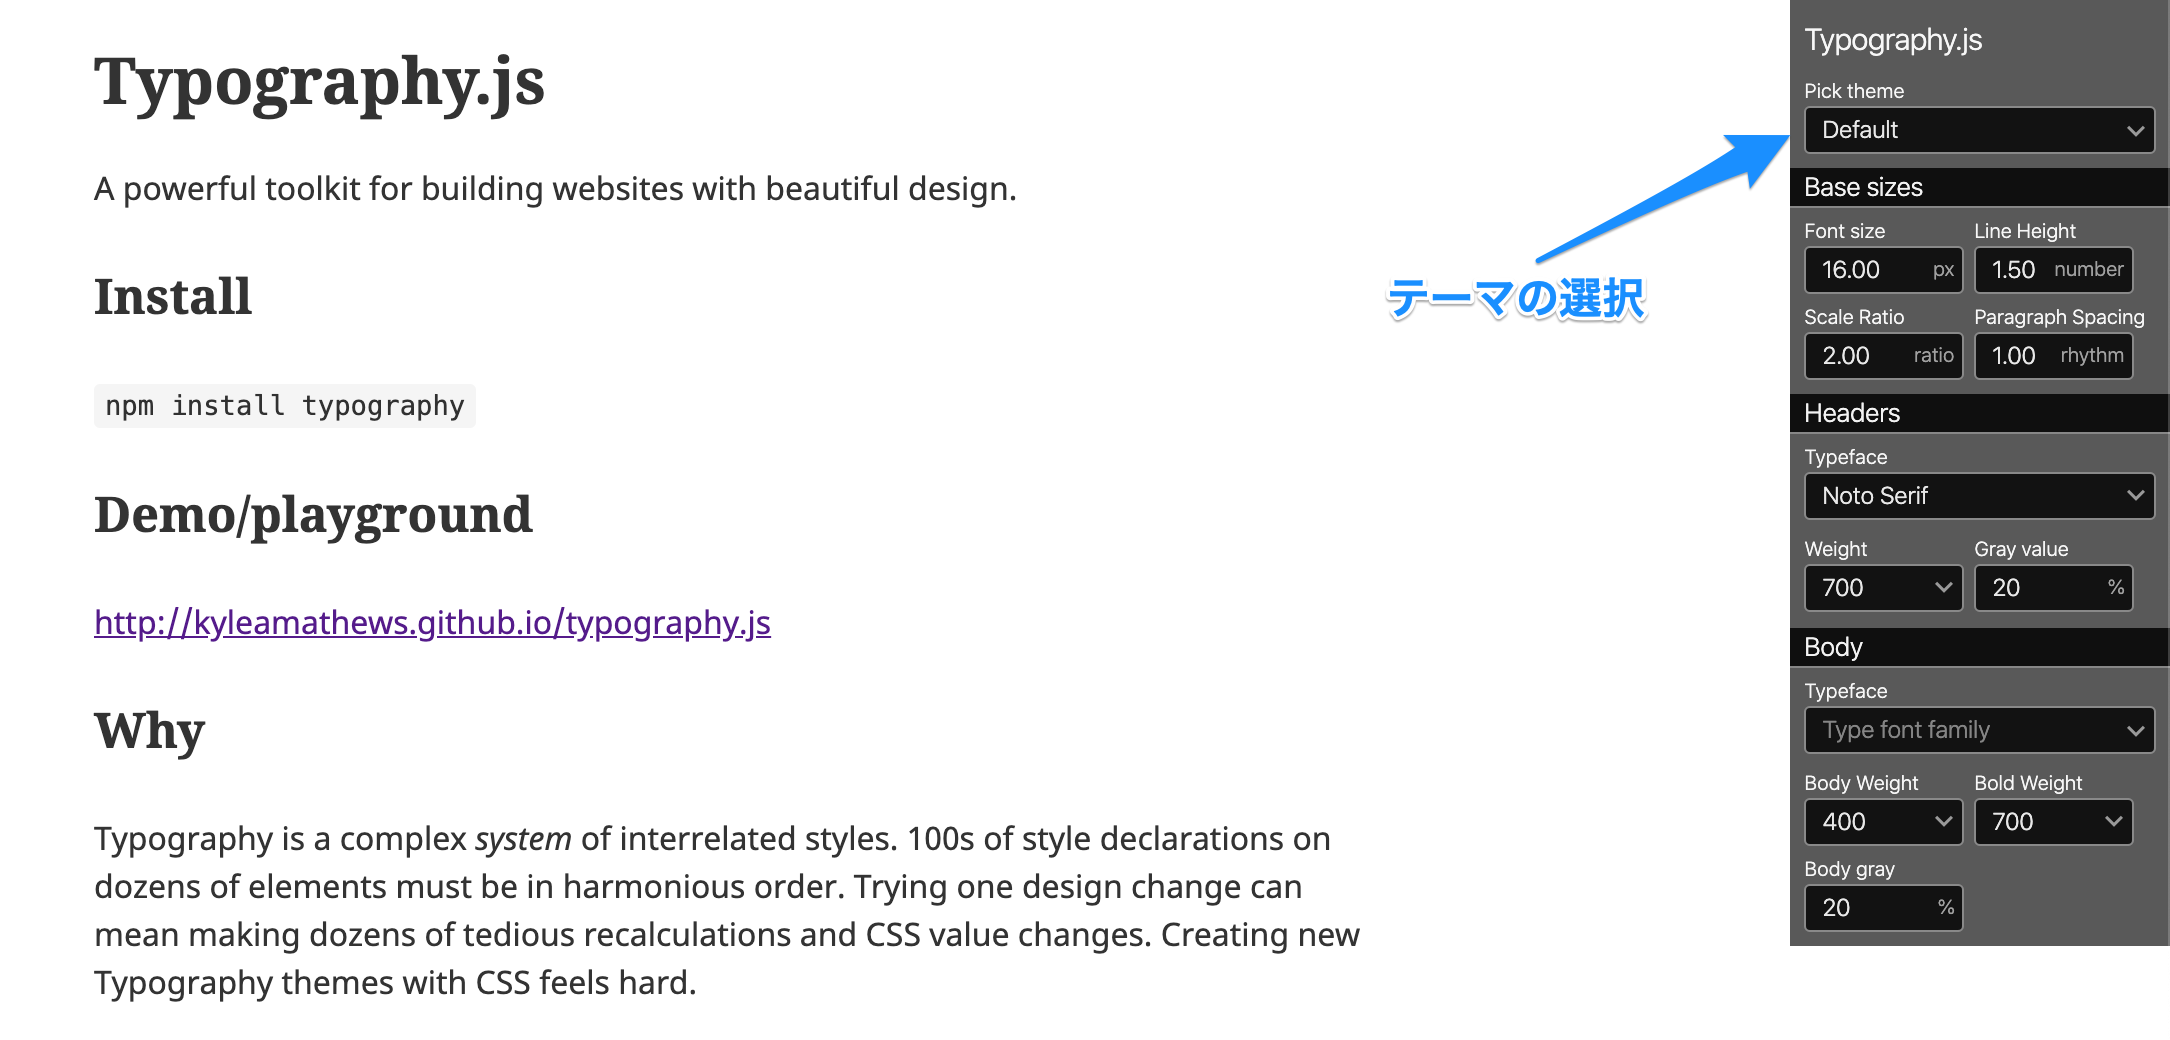 Typography.js
A powerful toolkit for building websites with beautiful design.
Install
npm install typography
Demo/playground
http://kyleamathews.github.io/typography.js
Why
Typography is a complex system of interrelated styles. 100s of style declarations on
dozens of elements must be in harmonious order. Trying one design change can
mean making dozens of tedious recalculations and CSS value changes. Creating new
Typography themes with CSS feels hard.
テーマの選択
Typography.js
Pick theme
Default
Base sizes
Font size Line Height
16.00 px 1.50 number
Scale Ratio Paragraph Spacing
2.00 ratio 1.00 rhythm
Headers
Typeface
Noto Serif
Weight Gray value
700 20 %
Body
Typeface
Type font family
Body Weight Bold Weight
400 700
Body gray
20 %